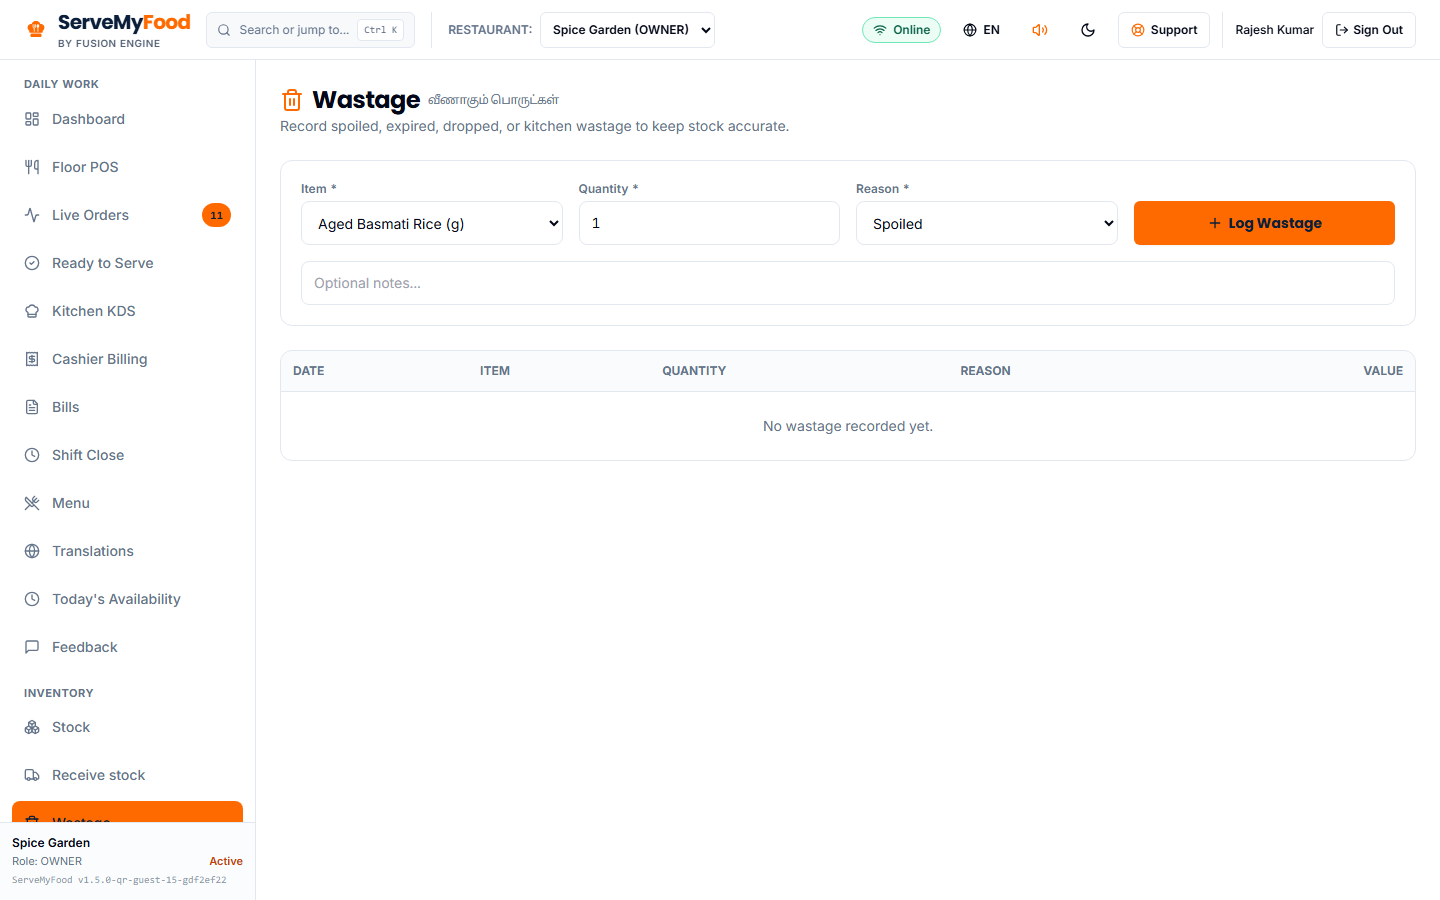 ServeMyFood
BY FUSION ENGINE
Search or jump to... Ctrl K
RESTAURANT: Spice Garden (OWNER)
Online
EN
Support
Rajesh Kumar
Sign Out
DAILY WORK
Dashboard
Floor POS
Live Orders 11
Ready to Serve
Kitchen KDS
Cashier Billing
Bills
Shift Close
Menu
Translations
Today's Availability
Feedback
INVENTORY
Stock
Receive stock
Wastage
Spice Garden
Role: OWNER Active
ServeMyFood v1.5.0-qr-guest-15-gdf2ef22
Wastage வீணாகும் பொருட்கள்
Record spoiled, expired, dropped, or kitchen wastage to keep stock accurate.
Item * Quantity * Reason *
Aged Basmati Rice (g) 1 Spoiled + Log Wastage
Optional notes...
DATE ITEM QUANTITY REASON VALUE
No wastage recorded yet.